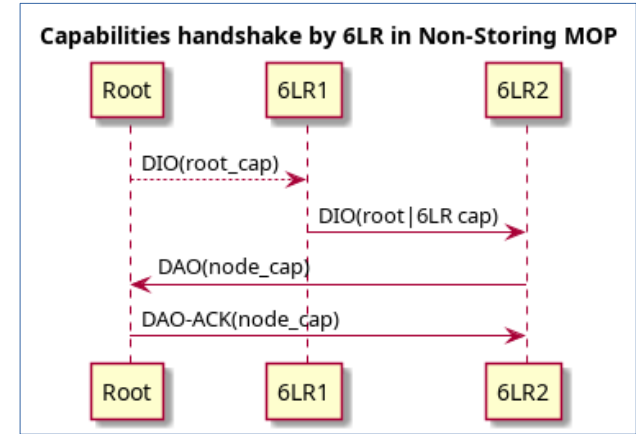 Capabilities handshake by 6LR in Non-Storing MOP
Root 6LR1 6LR2
DIO(root_cap)
DIO(root|6LR cap)
DAO(node_cap)
DAO-ACK(node_cap)
Root 6LR1 6LR2